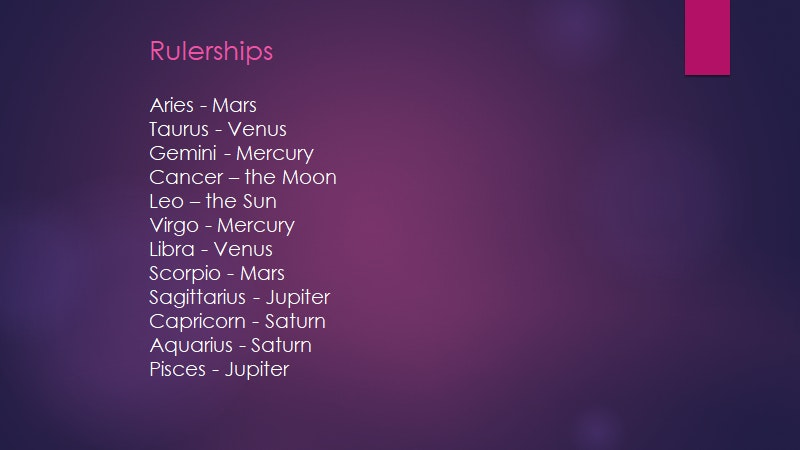 Rulerships
Aries - Mars
Taurus - Venus
Gemini - Mercury
Cancer – the Moon
Leo – the Sun
Virgo - Mercury
Libra - Venus
Scorpio - Mars
Sagittarius - Jupiter
Capricorn - Saturn
Aquarius - Saturn
Pisces - Jupiter